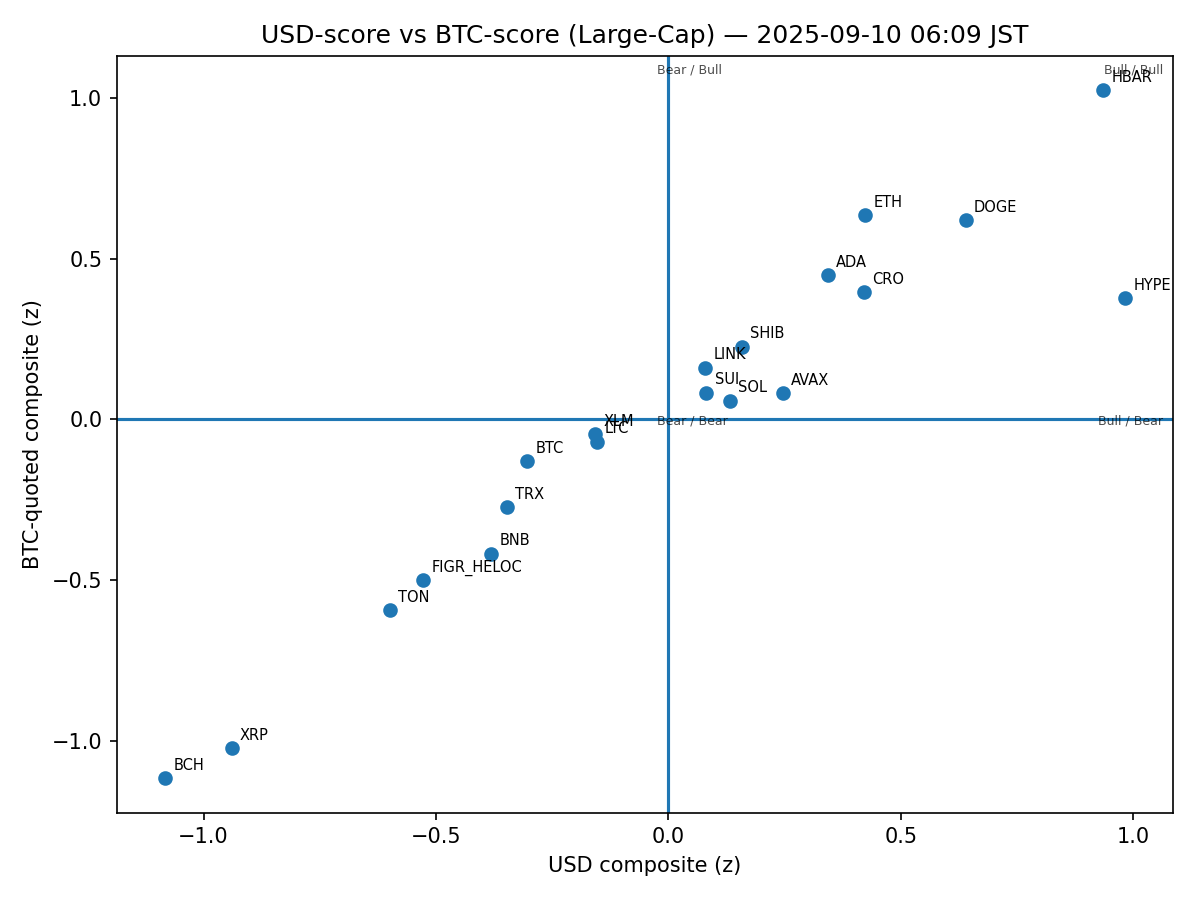 USD-score vs BTC-score (Large-Cap) — 2025-09-10 06:09 JST
Bear / Bull
Bull / Bull
HBAR
1.0
ETH
DOGE
0.5
ADA
CRO
HYPE
SHIB
LINK
SUI
SOL
AVAX
0.0
XLM
LTC
Bear / Bear
Bull / Bear
BTC
TRX
BNB
−0.5
FIGR_HELOC
TON
XRP
−1.0
BCH
−1.0
−0.5
0.0
0.5
1.0
USD composite (z)
BTC-quoted composite (z)